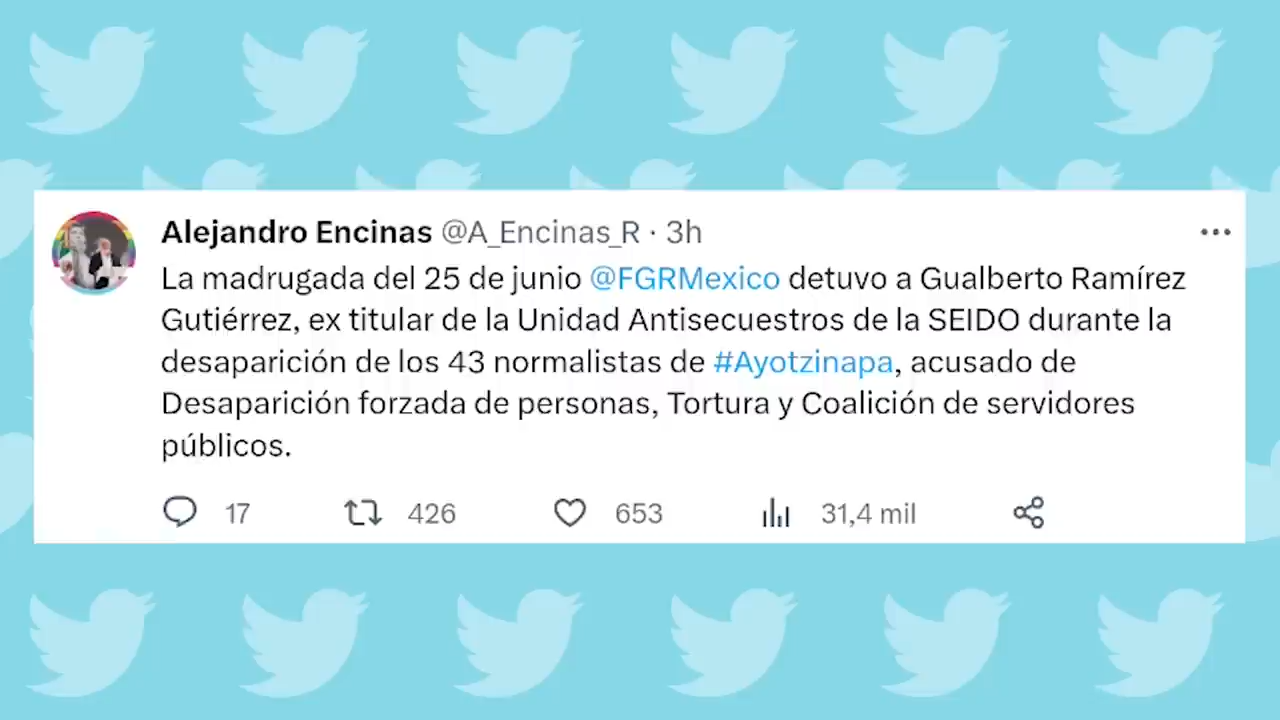 Alejandro Encinas @A_Encinas_R · 3h
La madrugada del 25 de junio @FGRMexico detuvo a Gualberto Ramírez
Gutiérrez, ex titular de la Unidad Antisecuestros de la SEIDO durante la
desaparición de los 43 normalistas de #Ayotzinapa, acusado de
Desaparición forzada de personas, Tortura y Coalición de servidores
públicos.
17 426 653 31,4 mil